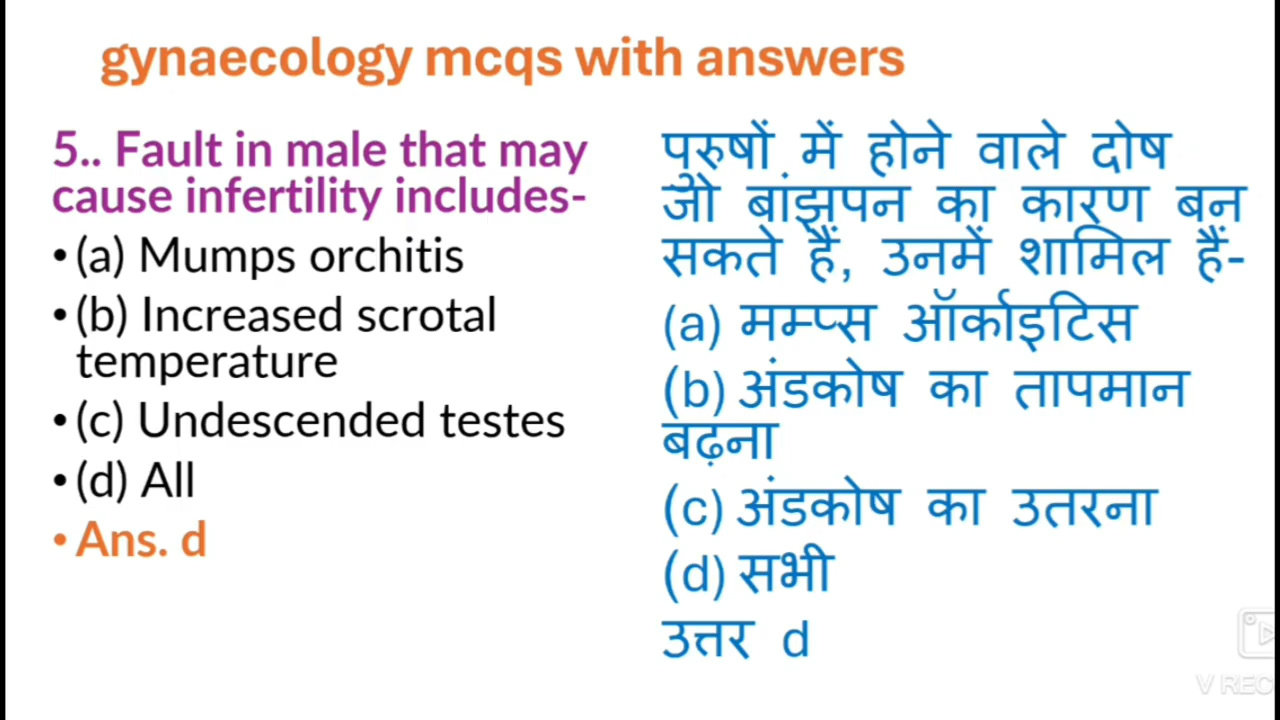 gynaecology mcqs with answers
5.. Fault in male that may
cause infertility includes-
•(a) Mumps orchitis
•(b) Increased scrotal
temperature
•(c) Undescended testes
•(d) All
•Ans. d
पुरुषों में होने वाले दोष
जो बांझपन का कारण बन
सकते हैं, उनमें शामिल हैं-
(a) मम्प्स ऑर्काइटिस
(b) अंडकोष का तापमान
बढ़ना
(c) अंडकोष का उतरना
(d) सभी
उत्तर d
V REC